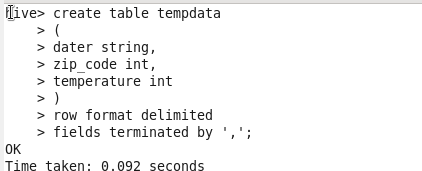 hive> create table tempdata
    > (
    > dater string,
    > zip_code int,
    > temperature int
    > )
    > row format delimited
    > fields terminated by ',';
OK
Time taken: 0.092 seconds